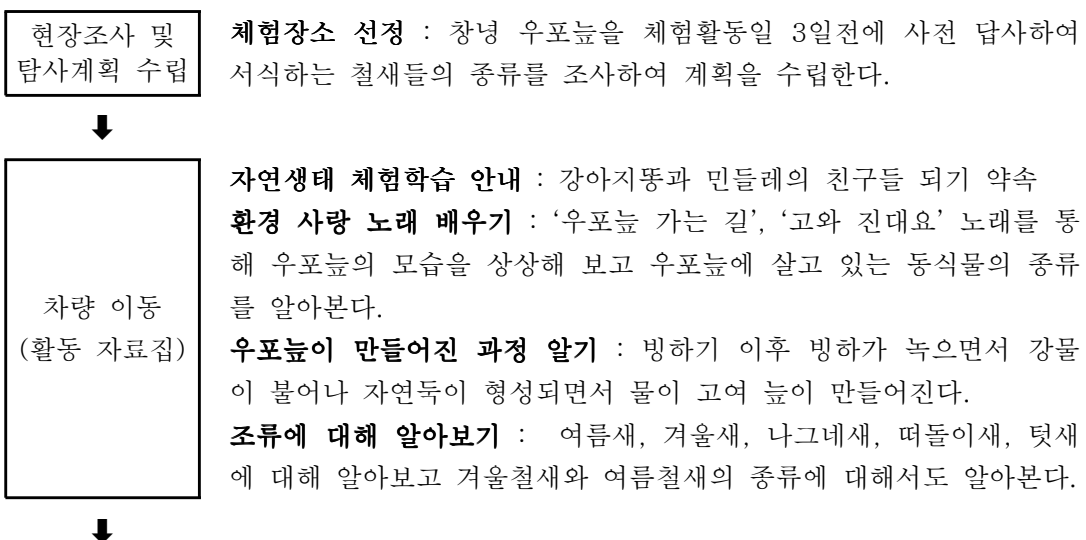 현장조사 및
탐사계획 수립
체험장소 선정 : 창녕 우포늪을 체험활동일 3일전에 사전 답사하여
서식하는 철새들의 종류를 조사하여 계획을 수립한다.
차량 이동
(활동 자료집)
자연생태 체험학습 안내 : 강아지똥과 민들레의 친구들 되기 약속
환경 사랑 노래 배우기 : ‘우포늪 가는 길’, ‘고와 진대요’ 노래를 통
해 우포늪의 모습을 상상해 보고 우포늪에 살고 있는 동식물의 종류
를 알아본다.
우포늪이 만들어진 과정 알기 : 빙하기 이후 빙하가 녹으면서 강물
이 불어나 자연둑이 형성되면서 물이 고여 늪이 만들어진다.
조류에 대해 알아보기 : 여름새, 겨울새, 나그네새, 떠돌이새, 텃새
에 대해 알아보고 겨울철새와 여름철새의 종류에 대해서도 알아본다.